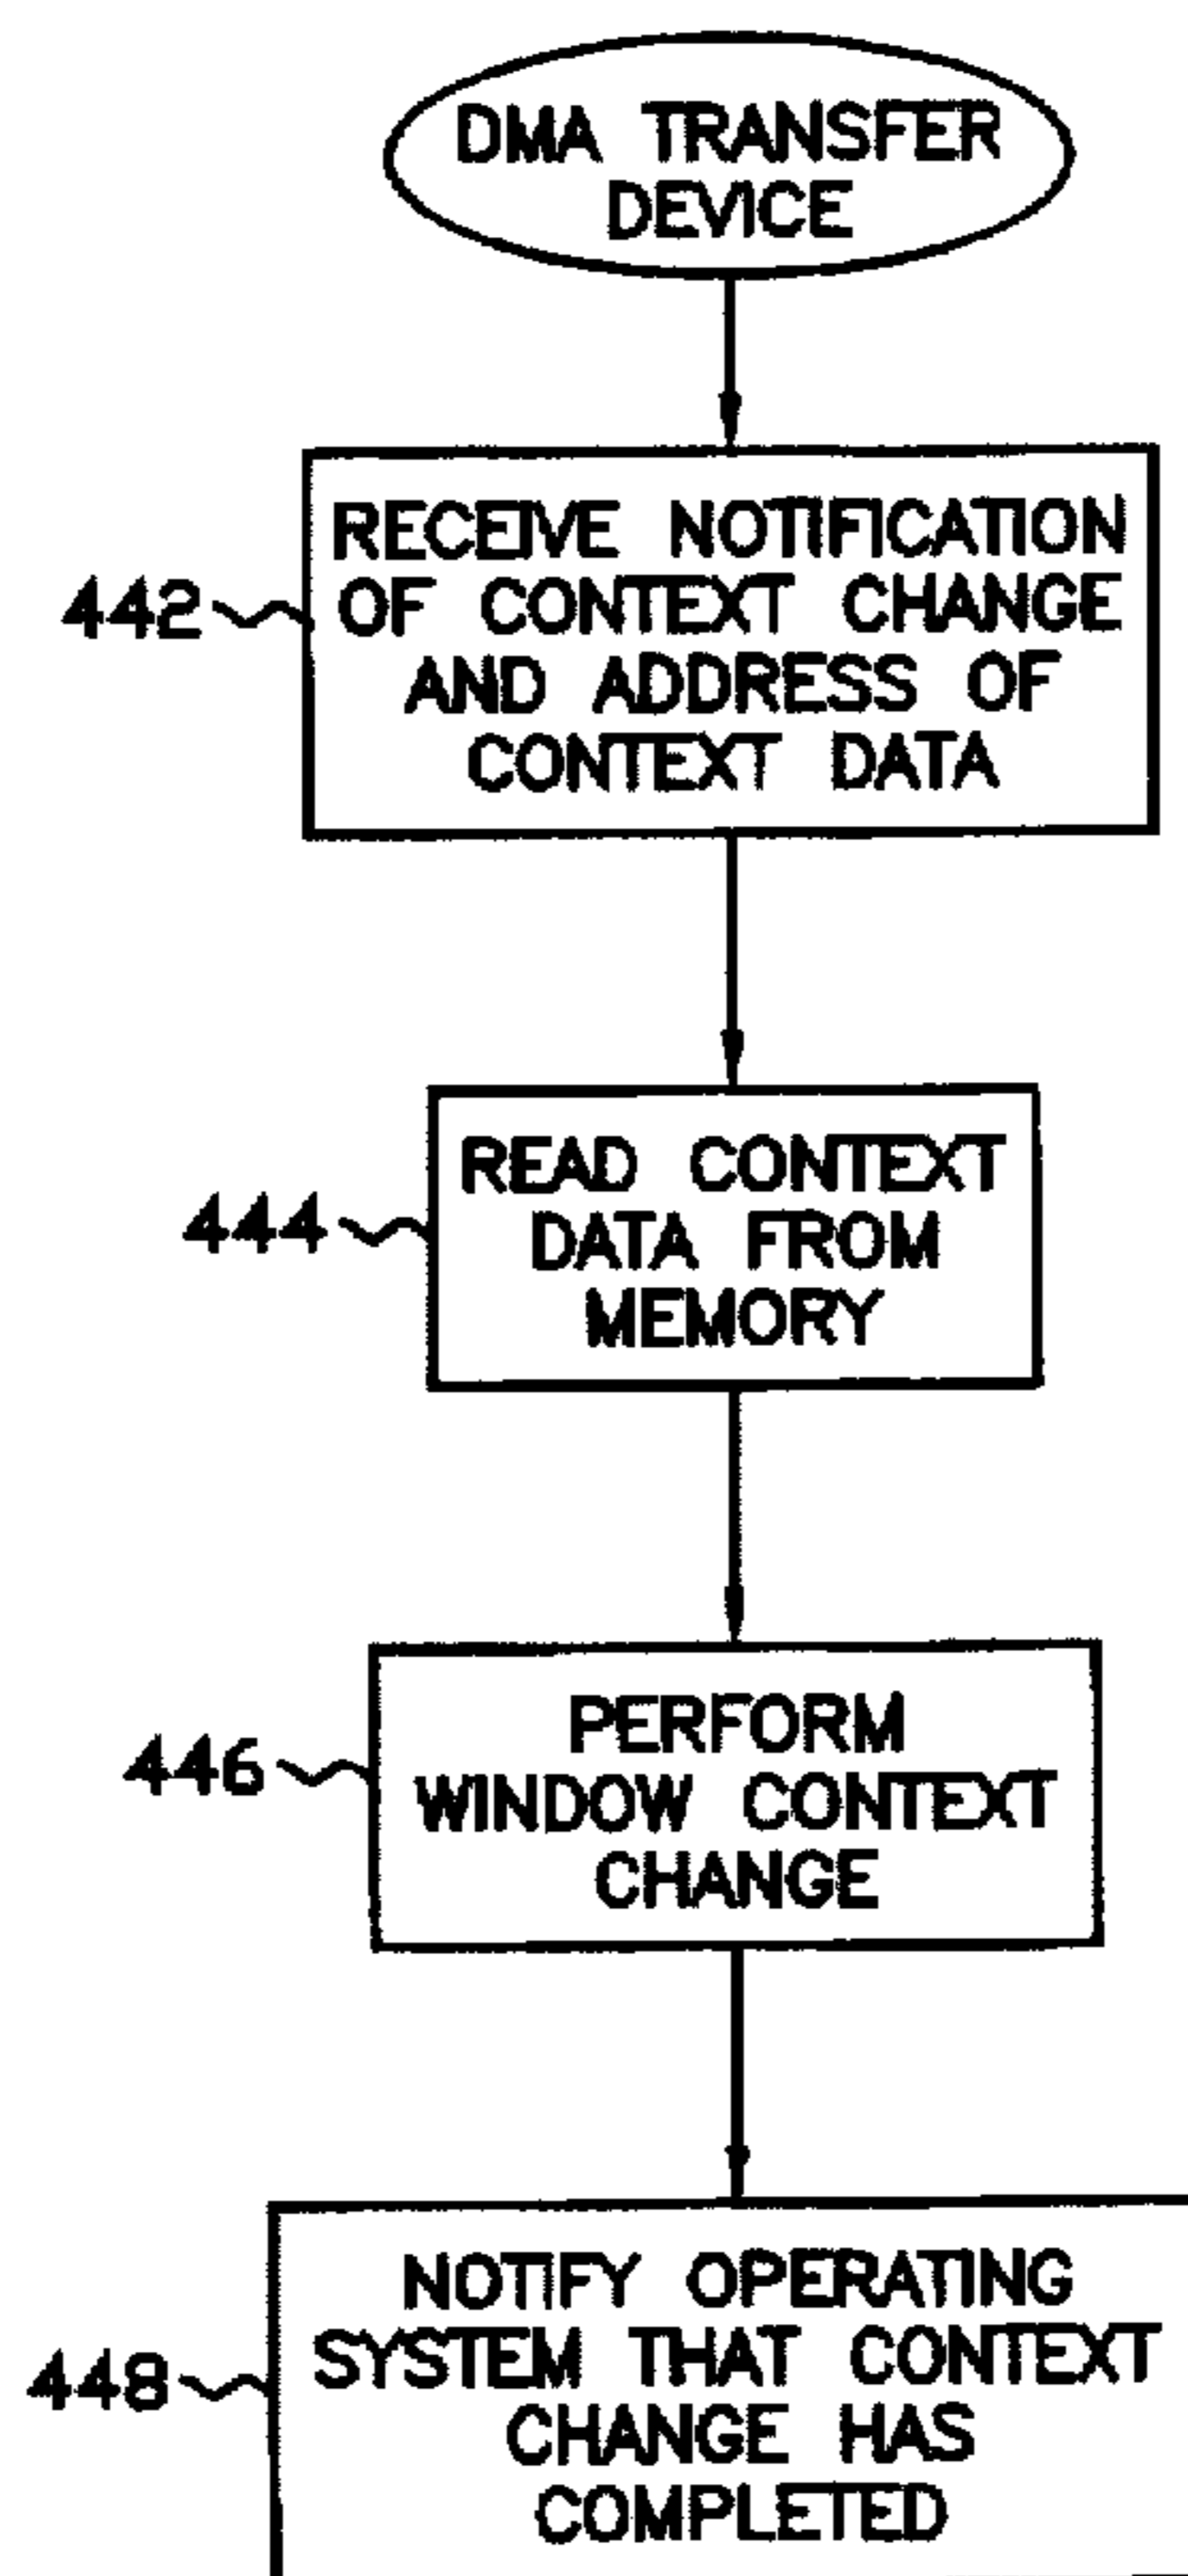 DMA TRANSFER
DEVICE
RECEIVE NOTIFICATION
OF CONTEXT CHANGE
AND ADDRESS OF
CONTEXT DATA
442
READ CONTEXT
DATA FROM
MEMORY
444
PERFORM
WINDOW CONTEXT
CHANGE
446
NOTIFY OPERATING
SYSTEM THAT CONTEXT
CHANGE HAS
COMPLETED
448